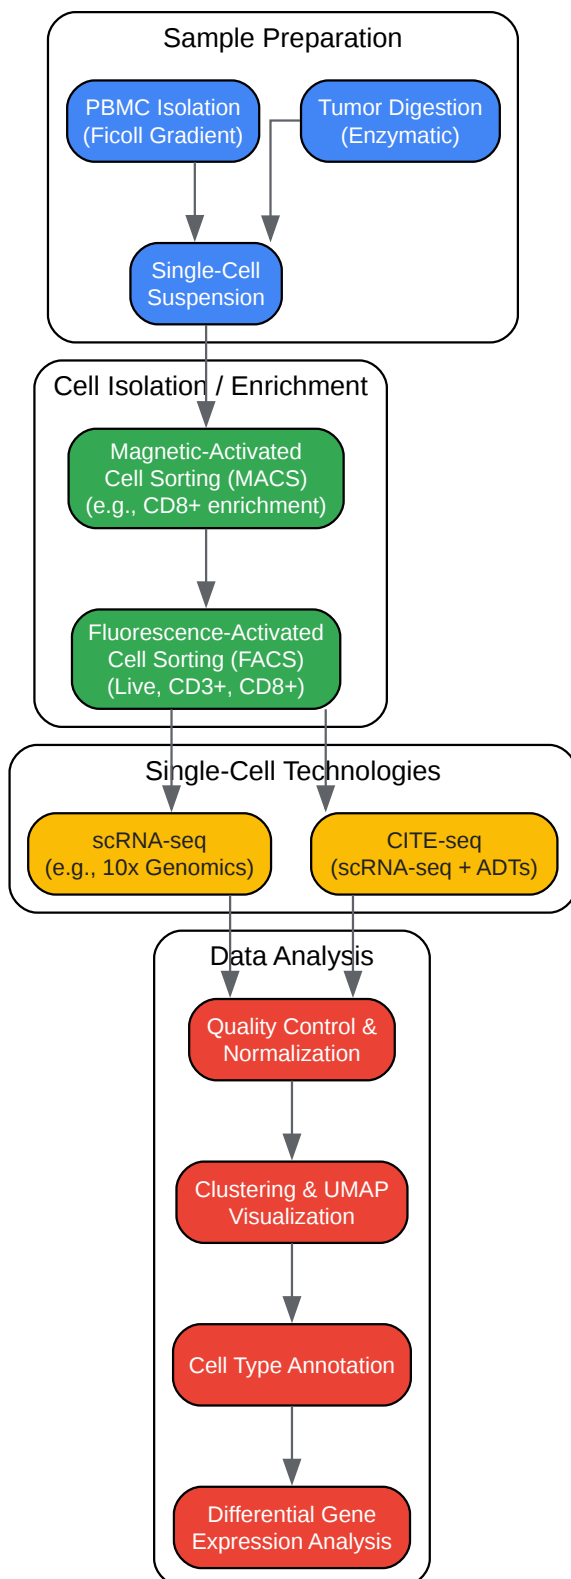 Sample Preparation
PBMC Isolation
(Ficoll Gradient)
Tumor Digestion
(Enzymatic)
Single-Cell
Suspension
Cell Isolation / Enrichment
Magnetic-Activated
Cell Sorting (MACS)
(e.g., CD8+ enrichment)
Fluorescence-Activated
Cell Sorting (FACS)
(Live, CD3+, CD8+)
Single-Cell Technologies
scRNA-seq
(e.g., 10x Genomics)
CITE-seq
(scRNA-seq + ADTs)
Data Analysis
Quality Control &
Normalization
Clustering & UMAP
Visualization
Cell Type Annotation
Differential Gene
Expression Analysis